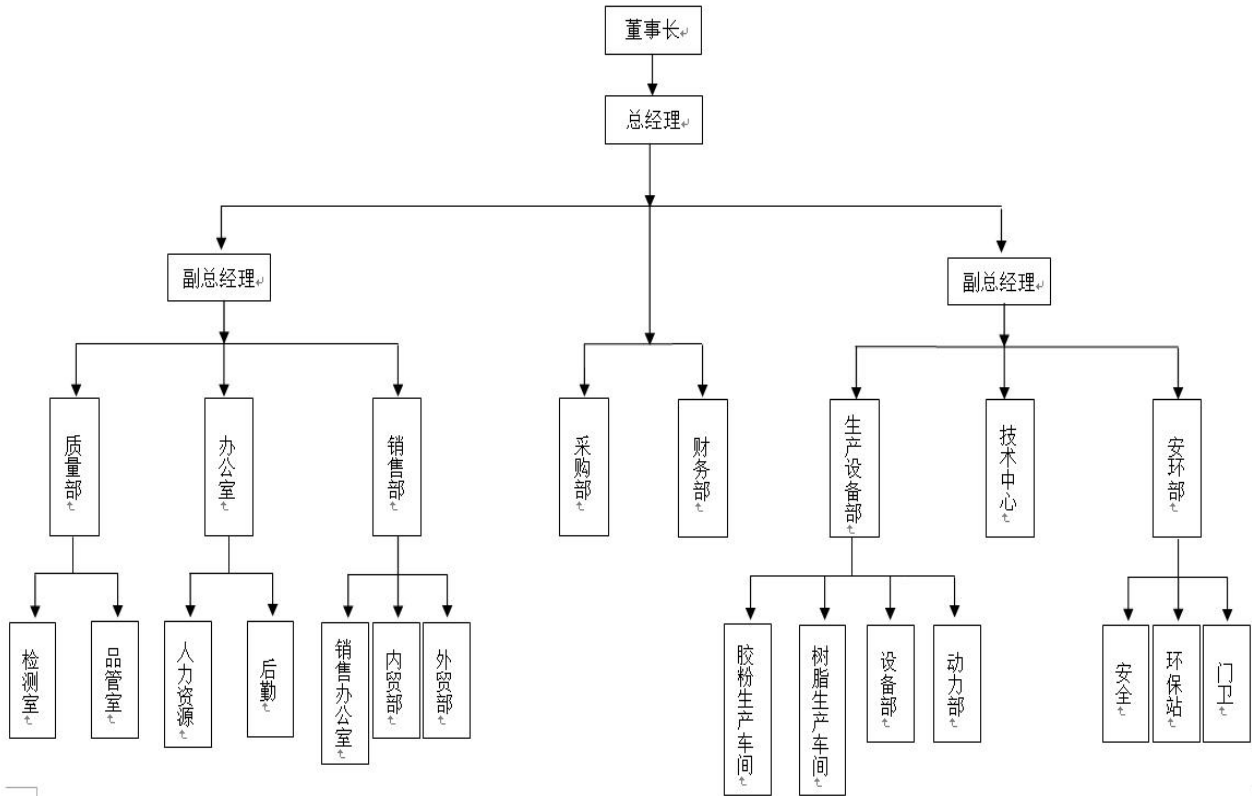 董事长
总经理
副总经理
副总经理
质量部
办公室
销售部
采购部
财务部
生产设备部
技术中心
安环部
检测室
品管室
人力资源
后勤
销售办公室
内贸部
外贸部
胶粉生产车间
树脂生产车间
设备部
动力部
安全
环保站
门卫